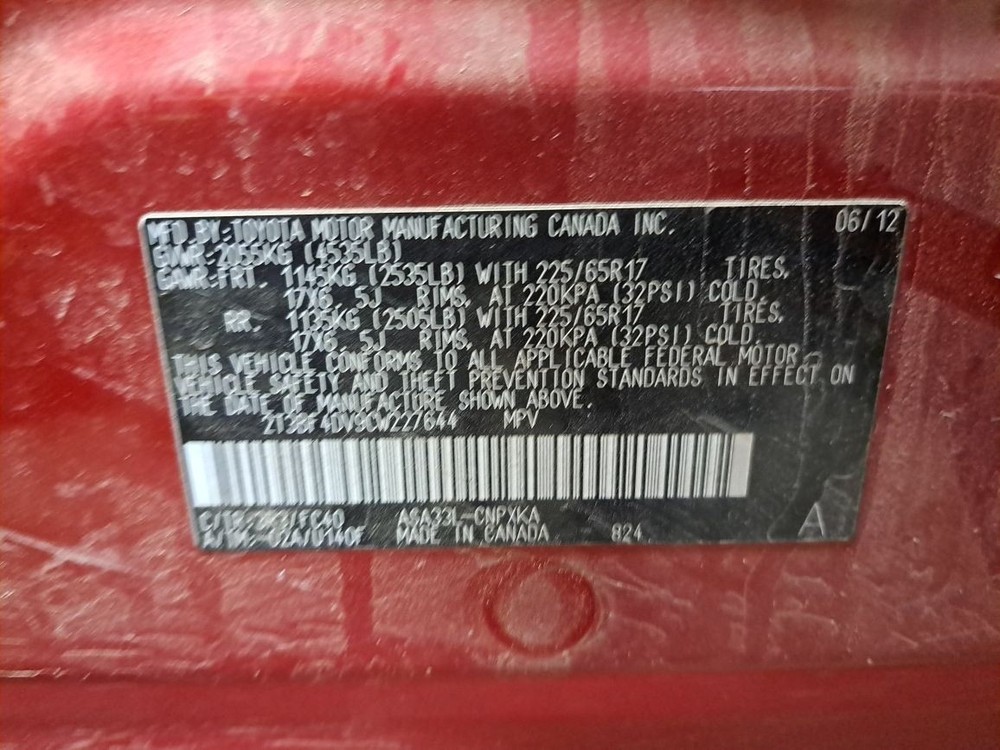 MFD.BY:TOYOTA MOTOR MANUFACTURING CANADA INC. 06/12
GVWR:2055KG (4535LB)
GAWR:FRT. 1145KG (2535LB) WITH 225/65R17 TIRES,
17X6.5J RIMS, AT 220KPA (32PSI) COLD.
RR. 1135KG (2505LB) WITH 225/65R17 TIRES,
17X6.5J RIMS, AT 220KPA (32PSI) COLD.
THIS VEHICLE CONFORMS TO ALL APPLICABLE FEDERAL MOTOR
VEHICLE SAFETY AND THEFT PREVENTION STANDARDS IN EFFECT ON
THE DATE OF MANUFACTURE SHOWN ABOVE.
MPV
C/TR: ASA33L-CNPXKA A
A/TM: MADE IN CANADA 824